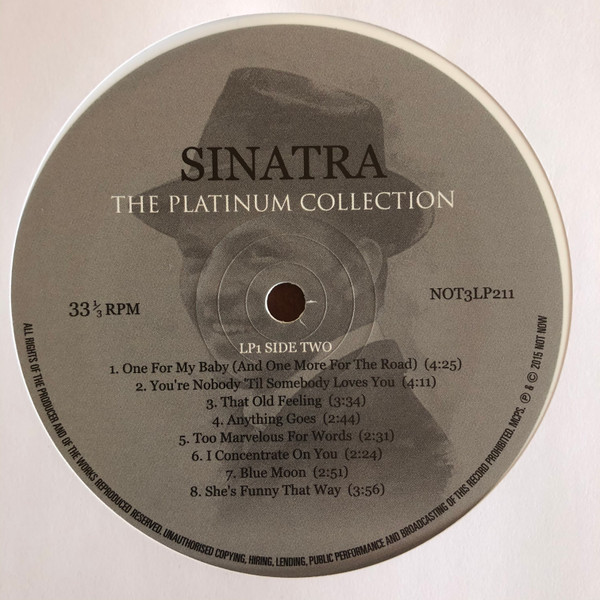 SINATRA
THE PLATINUM COLLECTION
33 ⅓ RPM
NOT3LP211
LP1 SIDE TWO
1. One For My Baby (And One More For The Road) (4:25)
2. You're Nobody 'Til Somebody Loves You (4:11)
3. That Old Feeling (3:34)
4. Anything Goes (2:44)
5. Too Marvelous For Words (2:31)
6. I Concentrate On You (2:24)
7. Blue Moon (2:51)
8. She's Funny That Way (3:56)
ALL RIGHTS OF THE PRODUCER AND OF THE WORKS REPRODUCED RESERVED. UNAUTHORISED COPYING, HIRING, LENDING, PUBLIC PERFORMANCE AND BROADCASTING OF THIS RECORD PROHIBITED. MCPS. ℗ & © 2015 NOT NOW